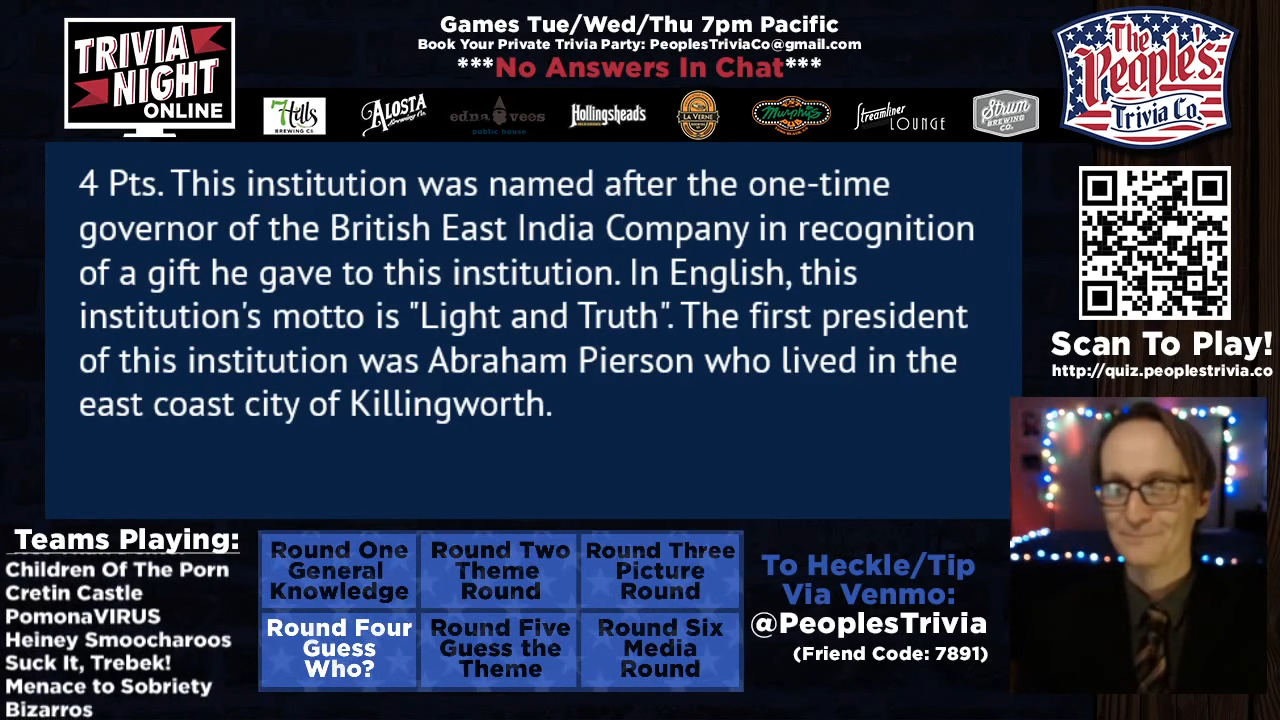 TRIVIA
NIGHT
ONLINE
Games Tue/Wed/Thu 7pm Pacific
Book Your Private Trivia Party: PeoplesTriviaCo@gmail.com
***No Answers In Chat***
7 Hills
BREWING CO
ALOSTA
Brewing Co.
edna vees
public house
Hollingsheads
LA VERNE
BREWING CO
Murphy's
Streamliner
LOUNGE
Strum
BREWING
CO.
The
People's
Trivia Co.
4 Pts. This institution was named after the one-time
governor of the British East India Company in recognition
of a gift he gave to this institution. In English, this
institution's motto is "Light and Truth". The first president
of this institution was Abraham Pierson who lived in the
east coast city of Killingworth.
Scan To Play!
http://quiz.peoplestrivia.co
Teams Playing:
Children Of The Porn
Cretin Castle
PomonaVIRUS
Heiney Smoocharoos
Suck It, Trebek!
Menace to Sobriety
Bizarros
Round One
General
Knowledge
Round Two
Theme
Round
Round Three
Picture
Round
Round Four
Guess
Who?
Round Five
Guess the
Theme
Round Six
Media
Round
To Heckle/Tip
Via Venmo:
@PeoplesTrivia
(Friend Code: 7891)